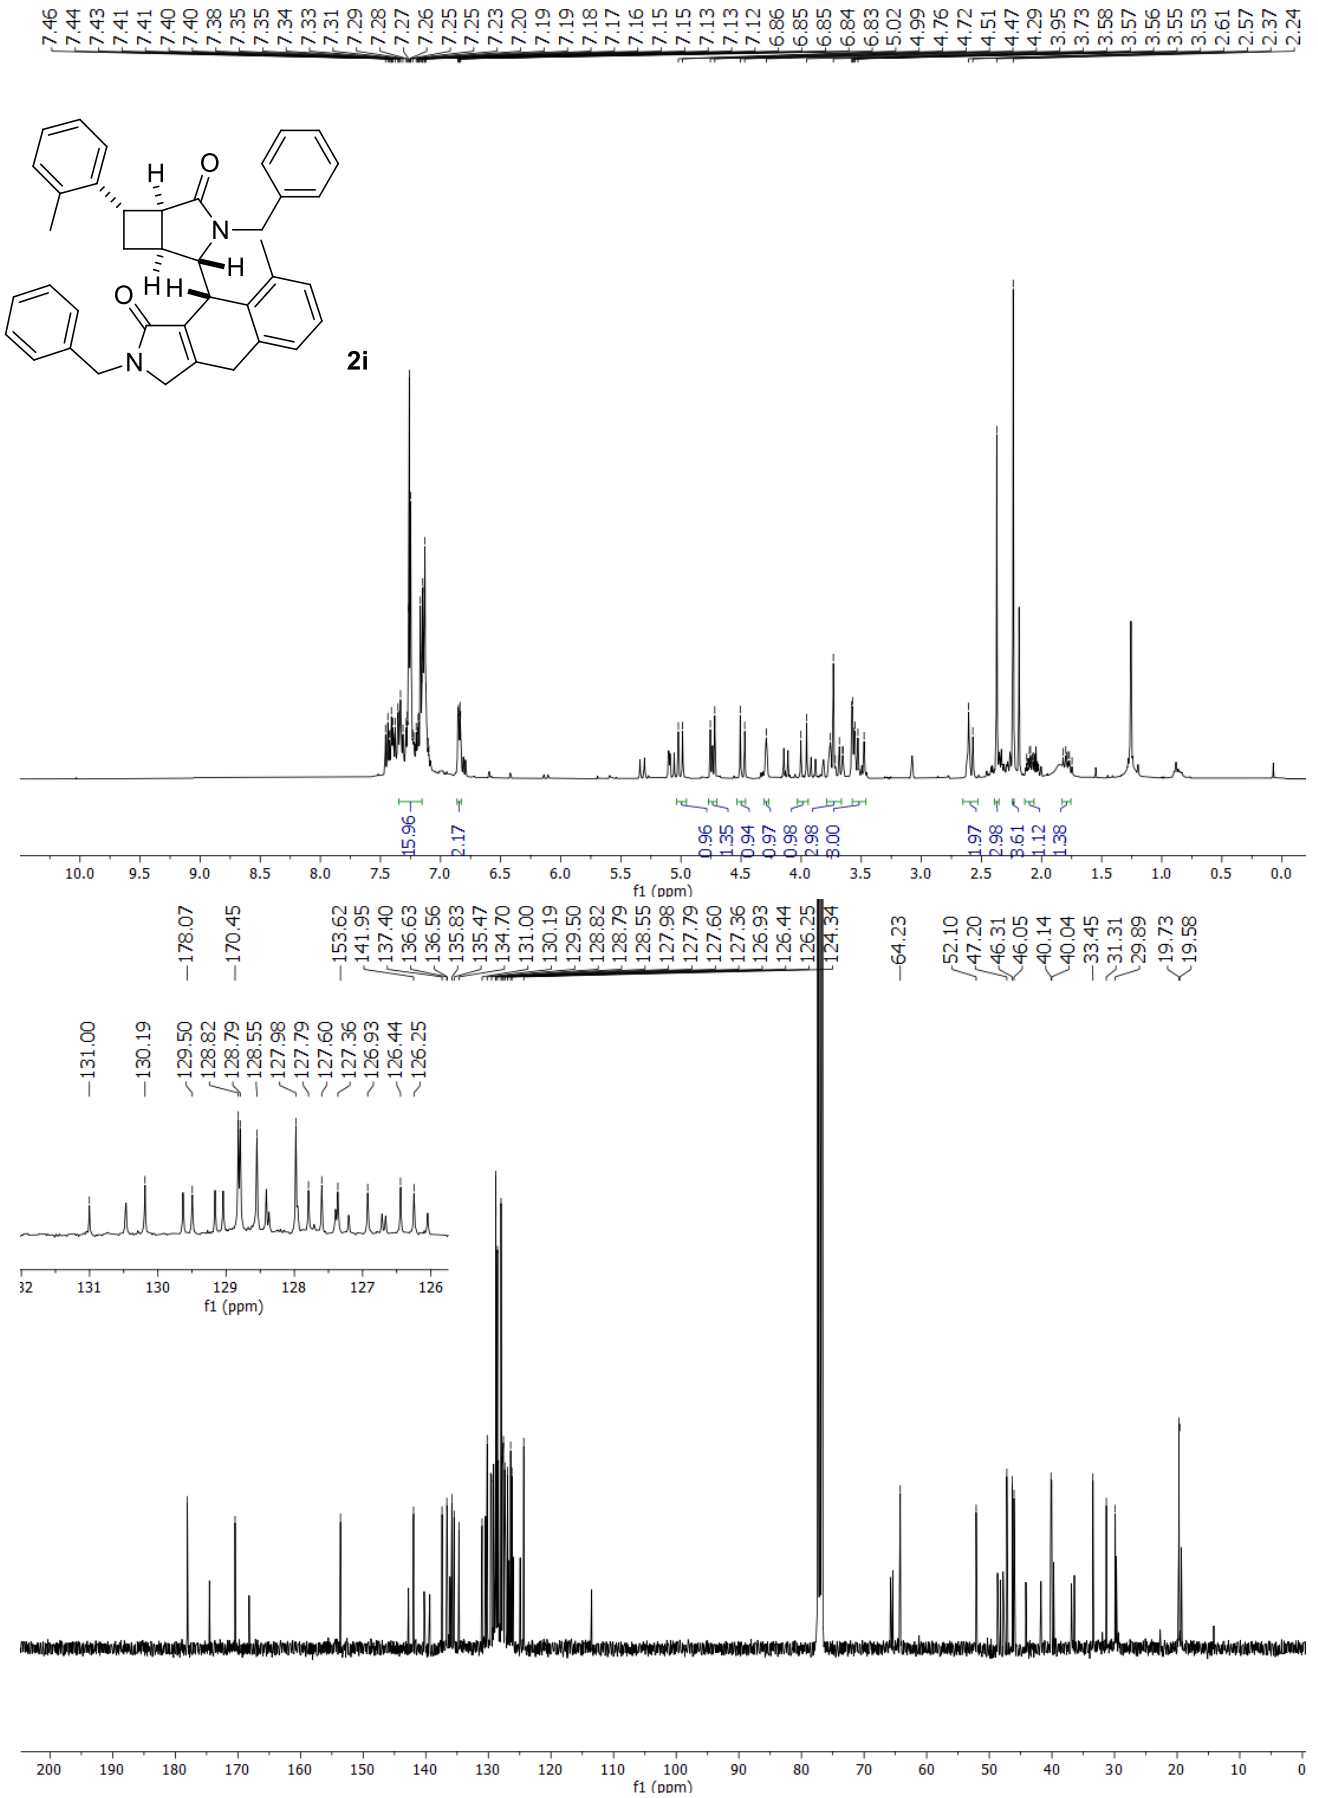 7.46 7.44 7.43 7.41 7.41 7.40 7.40 7.38 7.35 7.35 7.34 7.33 7.31 7.29 7.28 7.27 7.26 7.25 7.25 7.23 7.20 7.19 7.19 7.18 7.17 7.16 7.15 7.15 7.13 7.13 7.12 6.86 6.85 6.85 6.84 6.83 5.02 4.99 4.76 4.72 4.51 4.47 4.29 3.95 3.73 3.58 3.57 3.56 3.55 3.53 2.61 2.57 2.37 2.24
H O
N
H
H H
O
N
2i
15.96 2.17 0.96 1.35 0.94 0.97 0.98 2.98 3.00 1.97 2.98 3.61 1.12 1.38
10.0 9.5 9.0 8.5 8.0 7.5 7.0 6.5 6.0 5.5 5.0 4.5 4.0 3.5 3.0 2.5 2.0 1.5 1.0 0.5 0.0
f1 (ppm)
178.07 170.45 153.62 141.95 137.40 136.63 136.56 135.83 135.47 134.70 131.00 130.19 129.50 128.82 128.79 128.55 127.98 127.79 127.60 127.36 126.93 126.44 126.25 124.34 64.23 52.10 47.20 46.31 46.05 40.14 40.04 33.45 31.31 29.89 19.73 19.58
131.00 130.19 129.50 128.82 128.79 128.55 127.98 127.79 127.60 127.36 126.93 126.44 126.25
32 131 130 129 128 127 126
f1 (ppm)
200 190 180 170 160 150 140 130 120 110 100 90 80 70 60 50 40 30 20 10 0
f1 (ppm)